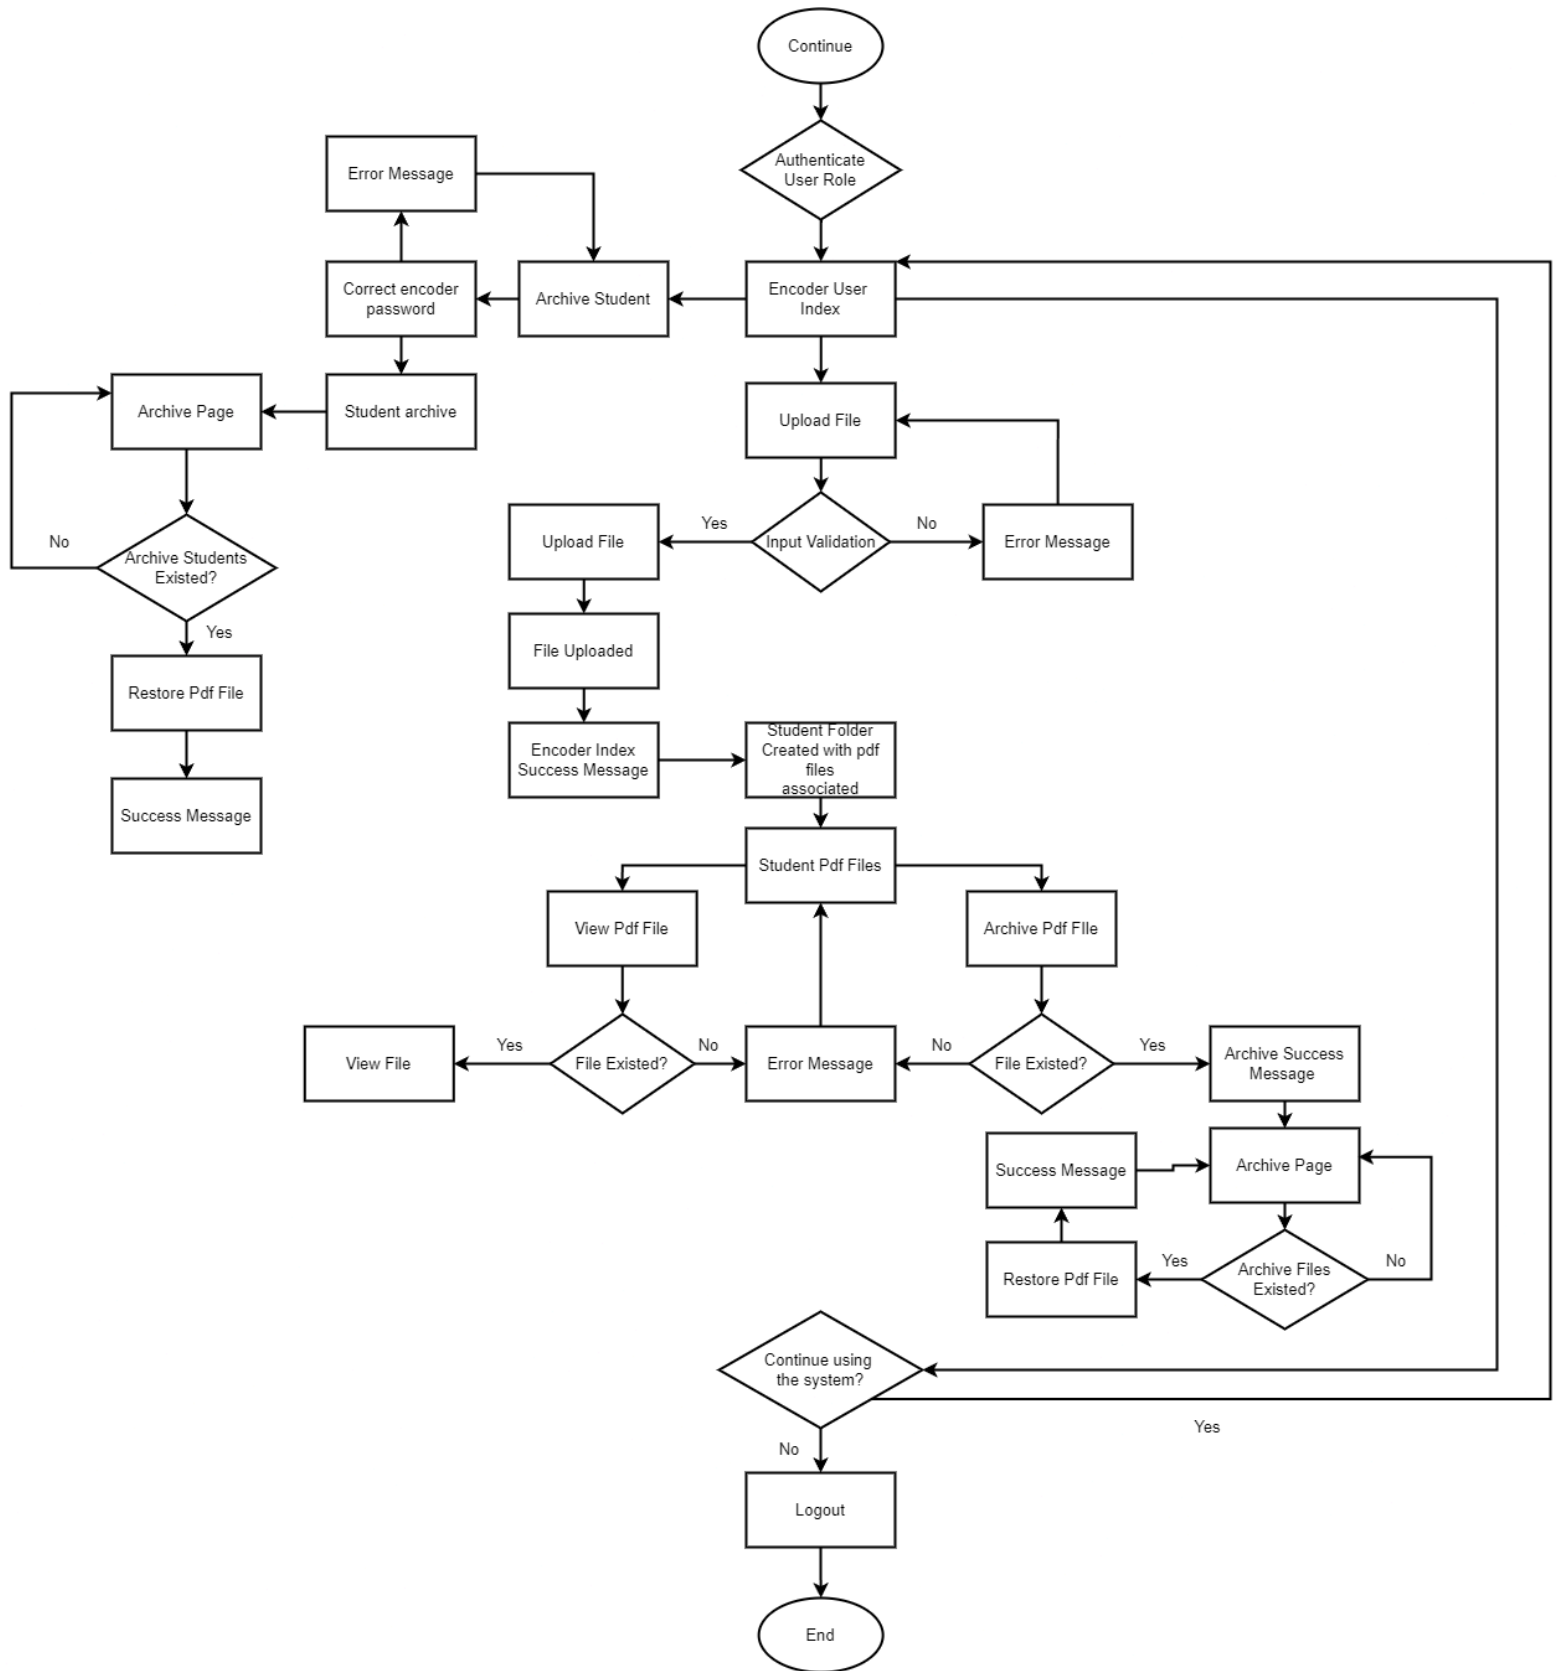 Continue
Authenticate
User Role
Error Message
Correct encoder
password
Archive Student
Encoder User
Index
Archive Page
Student archive
Upload File
No
Archive Students
Existed?
Yes
Upload File
Yes
Input Validation
No
Error Message
File Uploaded
Restore Pdf File
Encoder Index
Success Message
Student Folder
Created with pdf
files
associated
Success Message
Student Pdf Files
View Pdf File
Archive Pdf FIle
View File
Yes
File Existed?
No
Error Message
No
File Existed?
Yes
Archive Success
Message
Success Message
Archive Page
Restore Pdf File
Yes
Archive Files
Existed?
No
Continue using
the system?
Yes
No
Logout
End